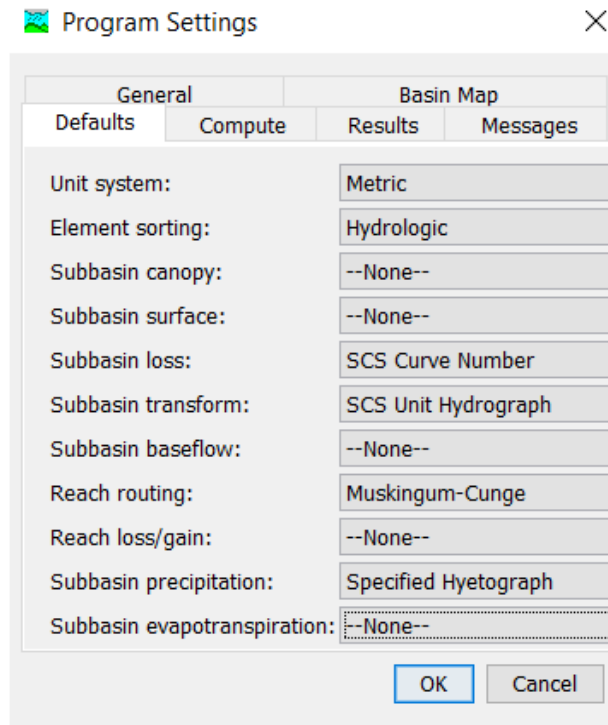 Program Settings
General Basin Map
Defaults Compute Results Messages
Unit system: Metric
Element sorting: Hydrologic
Subbasin canopy: --None--
Subbasin surface: --None--
Subbasin loss: SCS Curve Number
Subbasin transform: SCS Unit Hydrograph
Subbasin baseflow: --None--
Reach routing: Muskingum-Cunge
Reach loss/gain: --None--
Subbasin precipitation: Specified Hyetograph
Subbasin evapotranspiration: --None--
OK Cancel